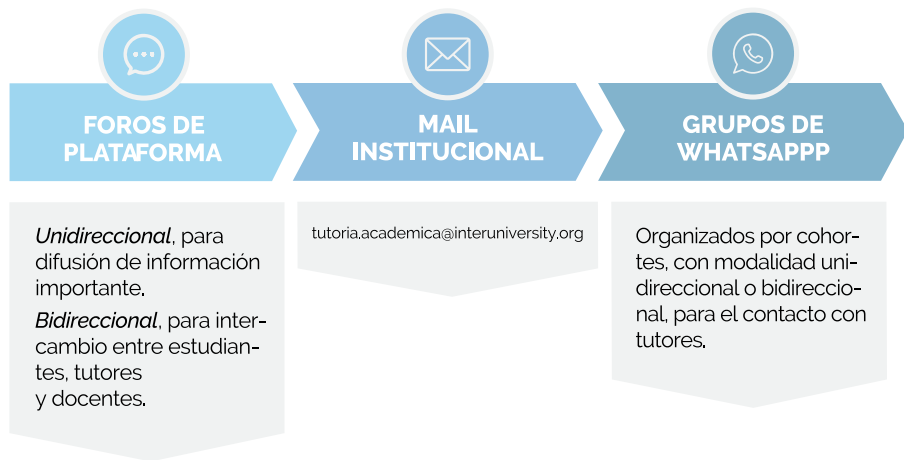 FOROS DE
PLATAFORMA
Unidireccional, para
difusión de información
importante.
Bidireccional, para inter-
cambio entre estudian-
tes, tutores
y docentes.
MAIL
INSTITUCIONAL
tutoria.academica@interuniversity.org
GRUPOS DE
WHATSAPPP
Organizados por cohor-
tes, con modalidad uni-
direccional o bidireccio-
nal, para el contacto con
tutores.